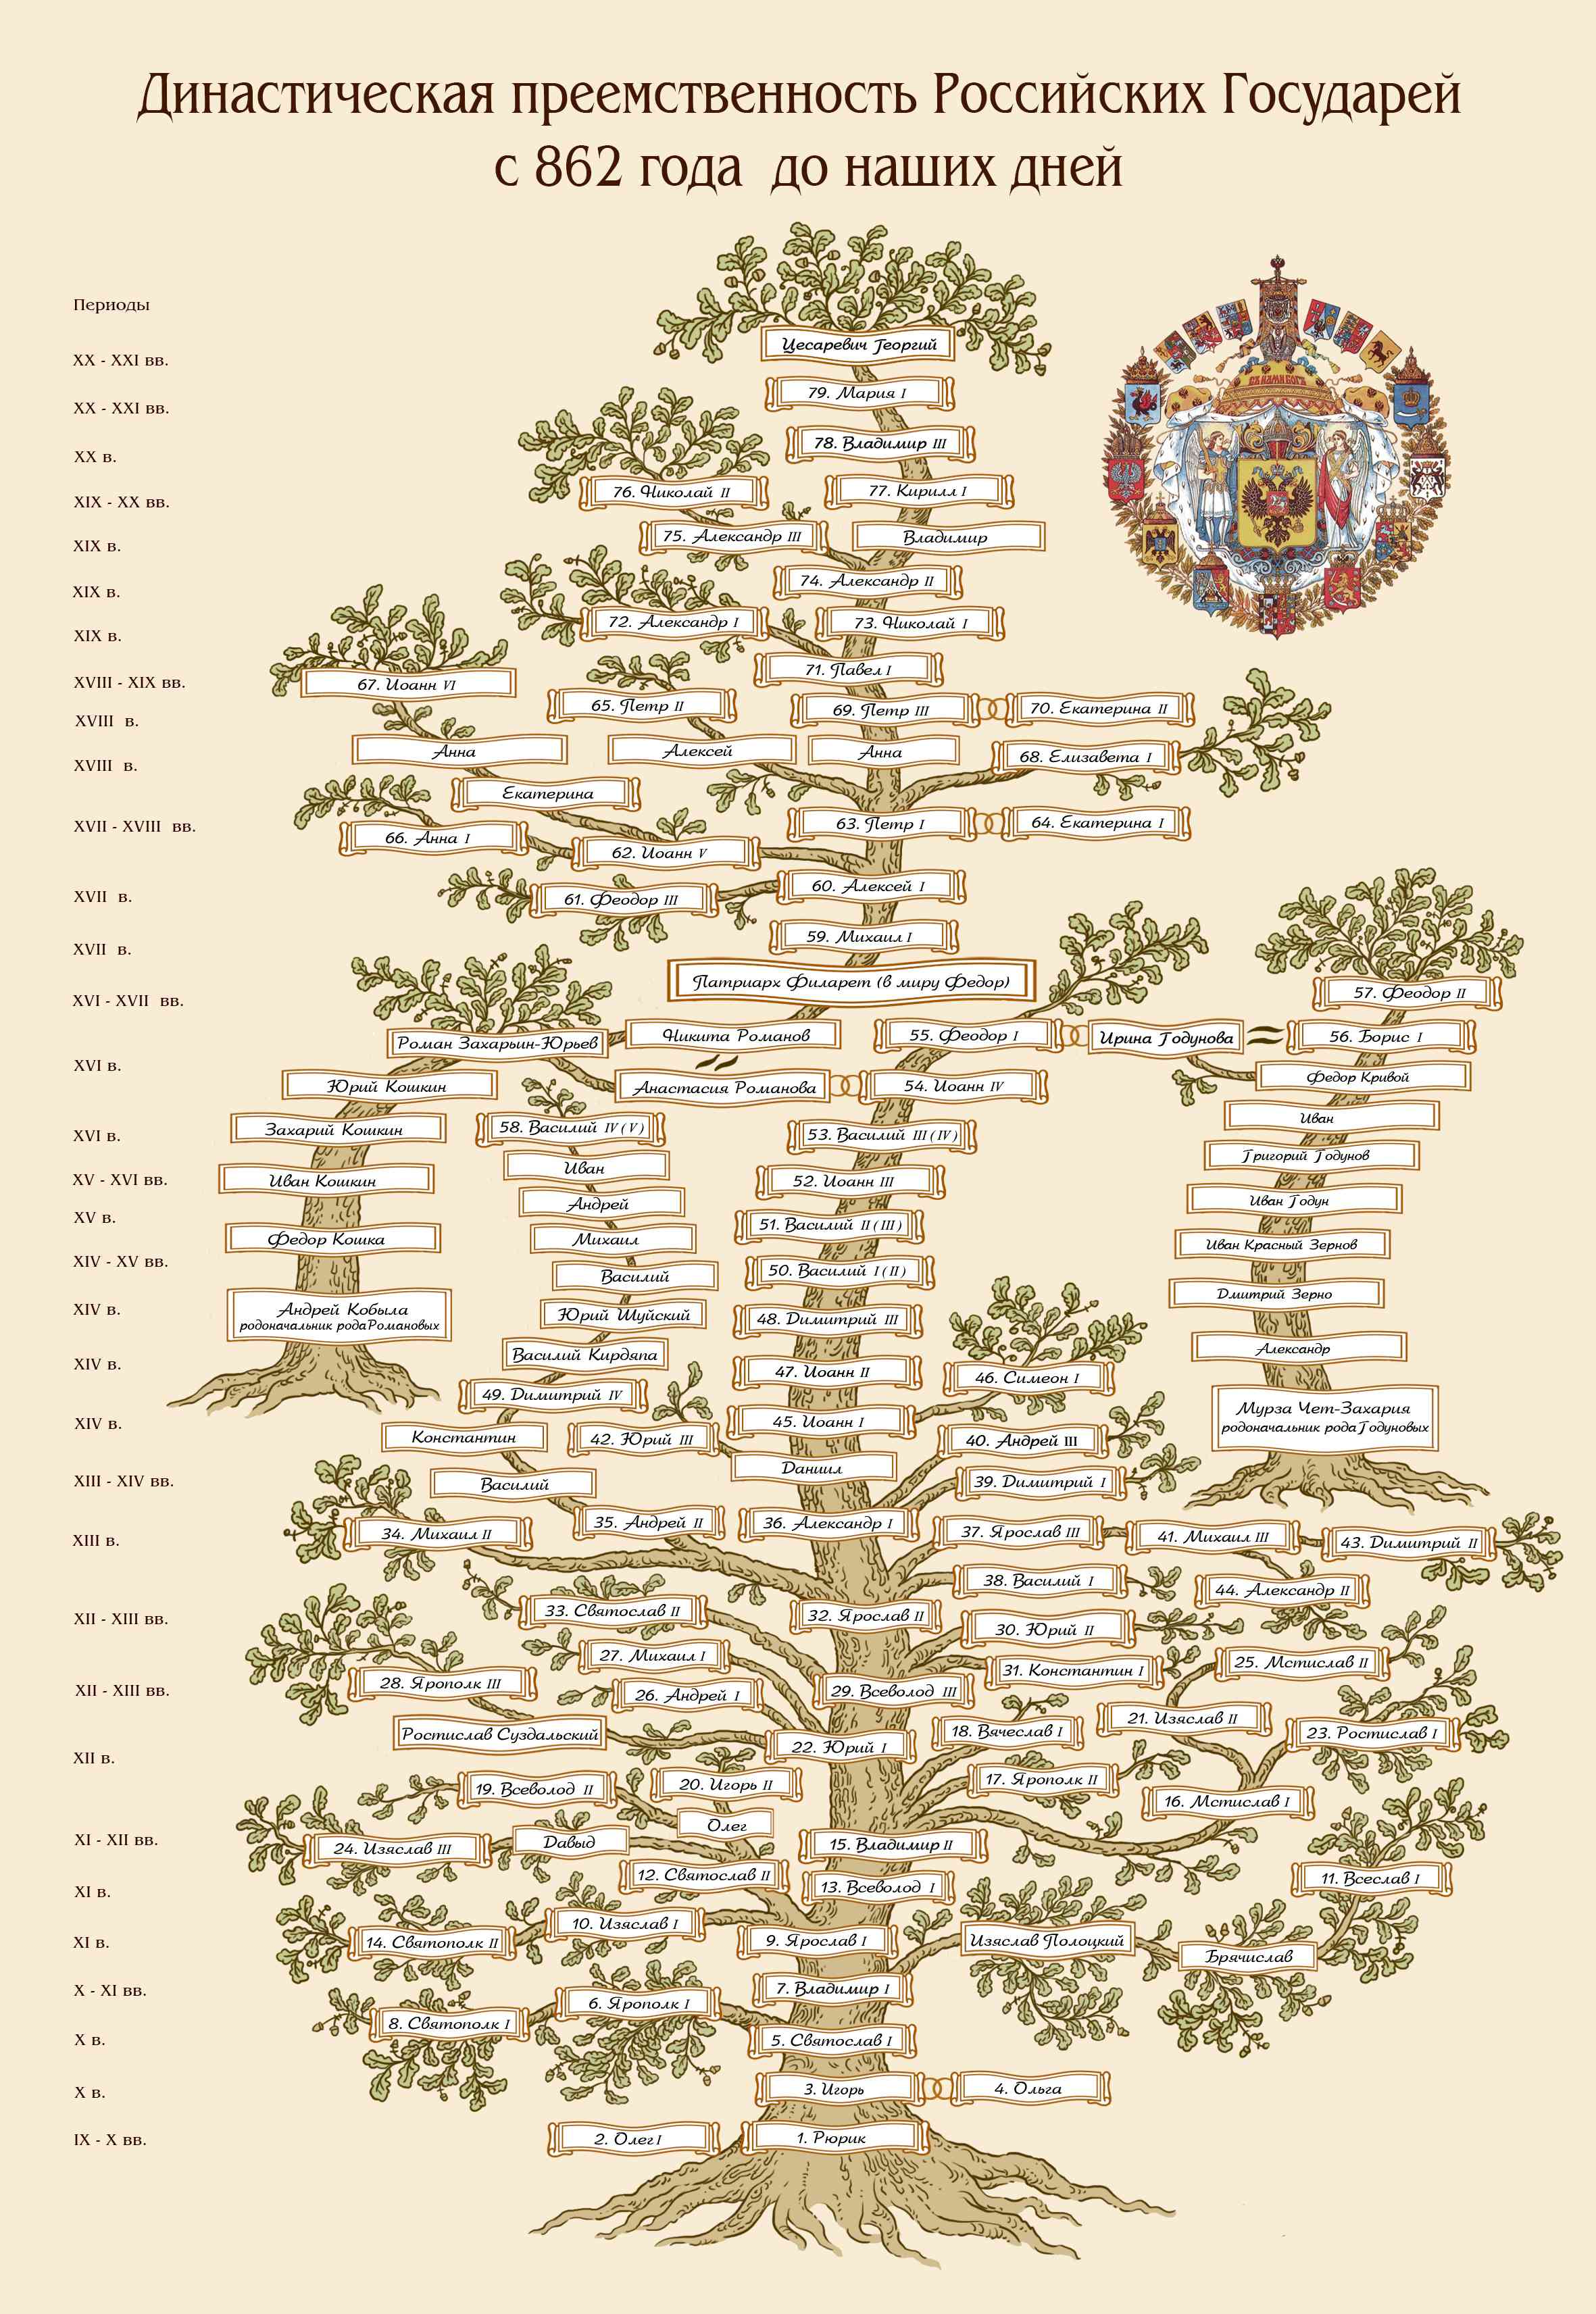 Династическая преемственность Российских Государей
с 862 года до наших дней
Периоды
XX - XXI вв.
Цесаревич Георгий
XX - XXI вв.
79. Мария I
XX в.
78. Владимир III
XIX - XX вв.
76. Николай II
77. Кирилл I
XIX в.
75. Александр III
Владимир
XIX в.
74. Александр II
XIX в.
72. Александр I
73. Николай I
XVIII - XIX вв.
67. Иоанн VI
71. Павел I
XVIII в.
65. Петр II
69. Петр III
70. Екатерина II
XVIII в.
Анна
Алексей
Анна
68. Елизавета I
Екатерина
XVII - XVIII вв.
66. Анна I
62. Иоанн V
63. Петр I
64. Екатерина I
XVII в.
61. Феодор III
60. Алексей I
XVII в.
59. Михаил I
XVI - XVII вв.
Патриарх Филарет (в миру Федор)
57. Феодор II
XVI в.
Роман Захарьин-Юрьев
Никита Романов
55. Феодор I
Ирина Годунова
56. Борис I
Юрий Кошкин
Анастасия Романова
54. Иоанн IV
Федор Кривой
XVI в.
Захарий Кошкин
58. Василий IV (V)
53. Василий III (IV)
Иван
Григорий Годунов
XV - XVI вв.
Иван Кошкин
Иван
52. Иоанн III
Иван Годун
XV в.
Андрей
51. Василий II (III)
Федор Кошка
Михаил
Иван Красный Зернов
XIV - XV вв.
Василий
50. Василий I (II)
Дмитрий Зерно
XIV в.
Андрей Кобыла
родоначальник рода Романовых
Юрий Шуйский
48. Димитрий III
Александр
XIV в.
Василий Кирдяпа
47. Иоанн II
46. Симеон I
49. Димитрий IV
Мурза Чет-Захария
родоначальник рода Годуновых
XIV в.
Константин
42. Юрий III
45. Иоанн I
40. Андрей III
XIII - XIV вв.
Василий
Даниил
39. Димитрий I
XIII в.
34. Михаил II
35. Андрей II
36. Александр I
37. Ярослав III
41. Михаил III
43. Димитрий II
38. Василий I
44. Александр II
XII - XIII вв.
33. Святослав II
32. Ярослав II
30. Юрий II
27. Михаил I
31. Константин I
25. Мстислав II
XII - XIII вв.
28. Ярополк III
26. Андрей I
29. Всеволод III
Ростислав Суздальский
18. Вячеслав I
21. Изяслав II
23. Ростислав I
XII в.
22. Юрий I
19. Всеволод II
20. Игорь II
17. Ярополк II
16. Мстислав I
XI - XII вв.
24. Изяслав III
Давыд
Олег
15. Владимир II
XI в.
12. Святослав II
13. Всеволод I
11. Всеслав I
XI в.
14. Святополк II
10. Изяслав I
9. Ярослав I
Изяслав Полоцкий
Брячислав
X - XI вв.
8. Святополк I
6. Ярополк I
7. Владимир I
X в.
5. Святослав I
X в.
3. Игорь
4. Ольга
IX - X вв.
2. Олег I
1. Рюрик